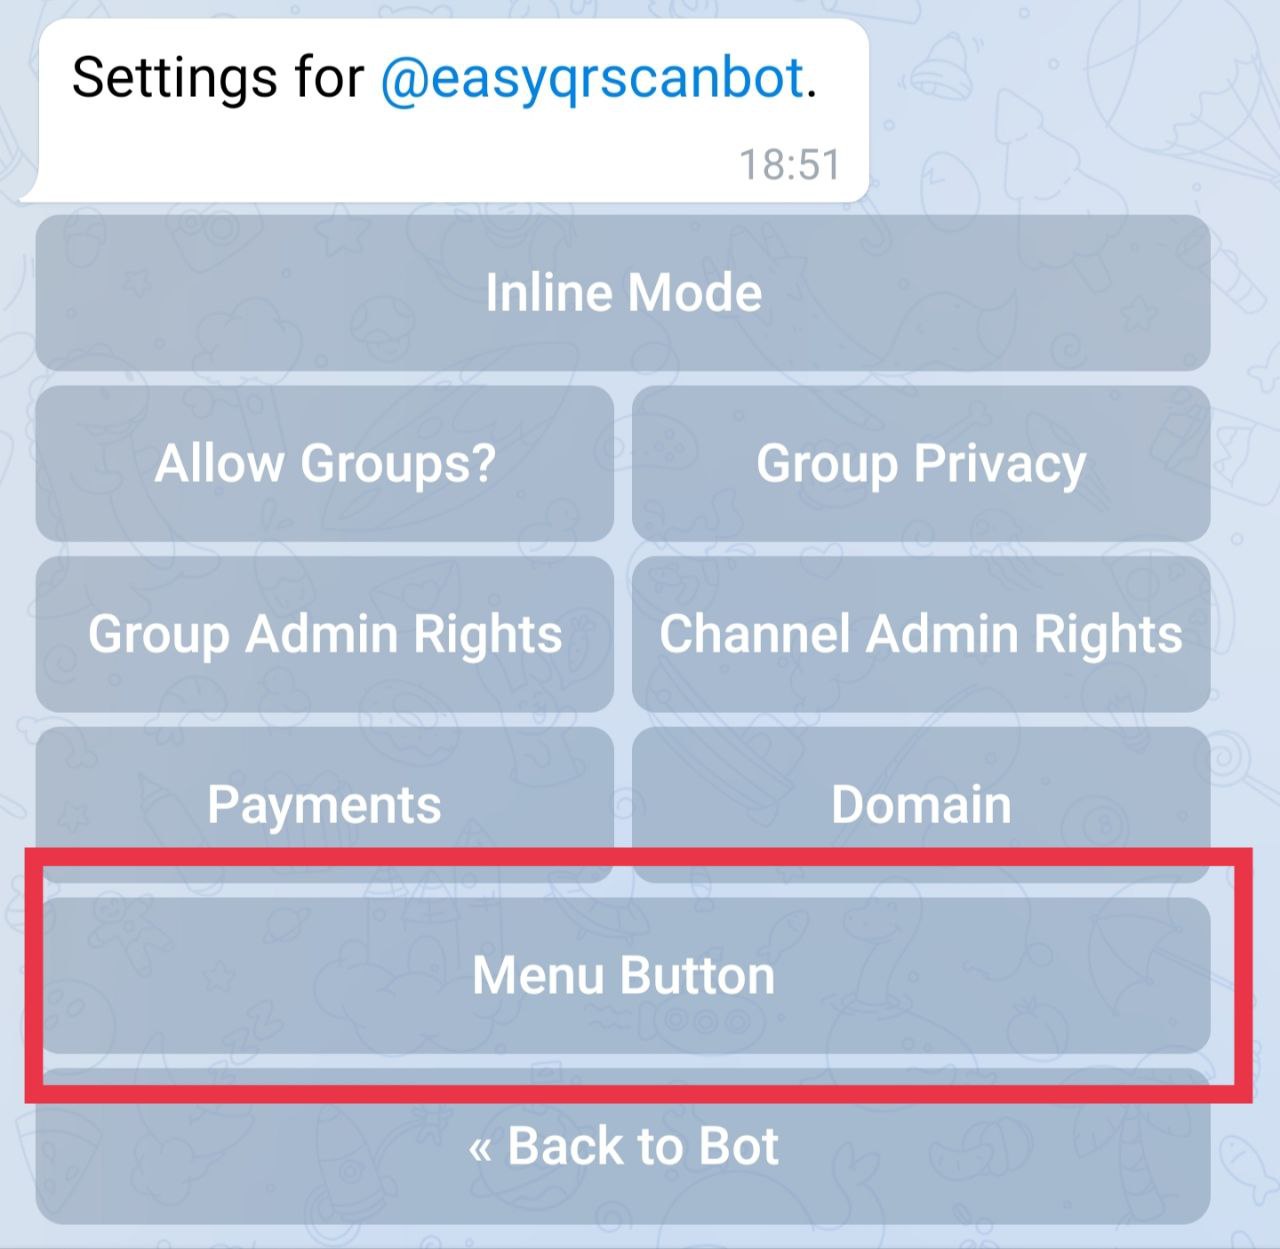 Settings for @easyqrscanbot.
18:51
Inline Mode
Allow Groups?
Group Privacy
Group Admin Rights
Channel Admin Rights
Payments
Domain
Menu Button
« Back to Bot